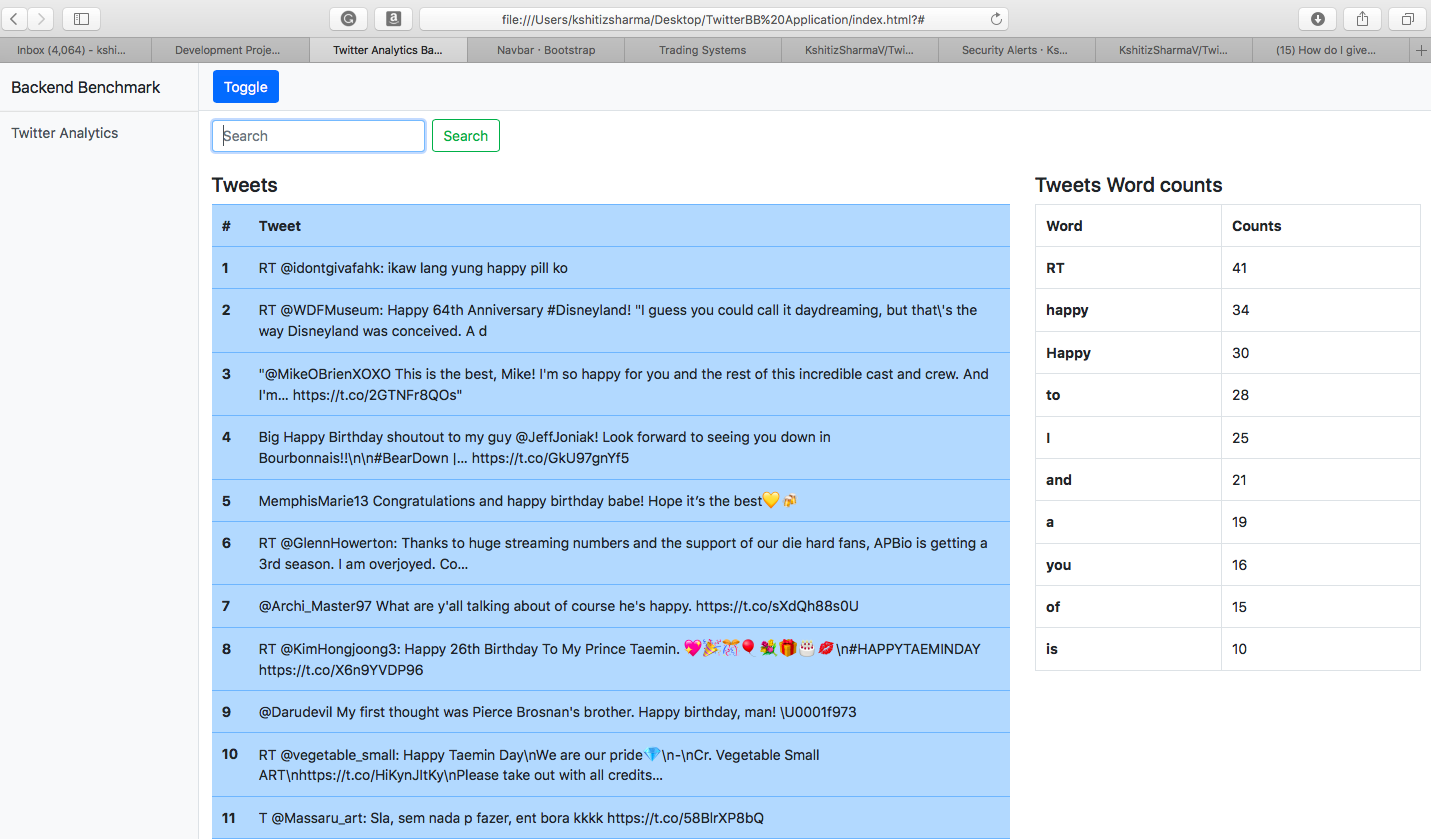 file:///Users/kshitizsharma/Desktop/TwitterBB%20Application/index.html?#
Inbox (4,064) - kshi...
Development Proje...
Twitter Analytics Ba...
Navbar · Bootstrap
Trading Systems
KshitizSharmaV/Twi...
Security Alerts · Ks...
KshitizSharmaV/Twi...
(15) How do I give...
Backend Benchmark
Toggle
Twitter Analytics
Search
Search
Tweets
# Tweet
1 RT @idontgivafahk: ikaw lang yung happy pill ko
2 RT @WDFMuseum: Happy 64th Anniversary #Disneyland! "I guess you could call it daydreaming, but that\'s the
way Disneyland was conceived. A d
3 "@MikeOBrienXOXO This is the best, Mike! I'm so happy for you and the rest of this incredible cast and crew. And
I'm... https://t.co/2GTNFr8QOs"
4 Big Happy Birthday shoutout to my guy @JeffJoniak! Look forward to seeing you down in
Bourbonnais!!\n\n#BearDown |... https://t.co/GkU97gnYf5
5 MemphisMarie13 Congratulations and happy birthday babe! Hope it’s the best💛🍻
6 RT @GlennHowerton: Thanks to huge streaming numbers and the support of our die hard fans, APBio is getting a
3rd season. I am overjoyed. Co...
7 @Archi_Master97 What are y'all talking about of course he's happy. https://t.co/sXdQh88s0U
8 RT @KimHongjoong3: Happy 26th Birthday To My Prince Taemin. 💖🎉🎊🎈💐🎁🎂💋\n#HAPPYTAEMINDAY
https://t.co/X6n9YVDP96
9 @Darudevil My first thought was Pierce Brosnan's brother. Happy birthday, man! \U0001f973
10 RT @vegetable_small: Happy Taemin Day\nWe are our pride💎\n-\nCr. Vegetable Small
ART\nhttps://t.co/HiKynJItKy\nPlease take out with all credits...
11 T @Massaru_art: Sla, sem nada p fazer, ent bora kkkk https://t.co/58BlrXP8bQ
Tweets Word counts
Word Counts
RT 41
happy 34
Happy 30
to 28
I 25
and 21
a 19
you 16
of 15
is 10